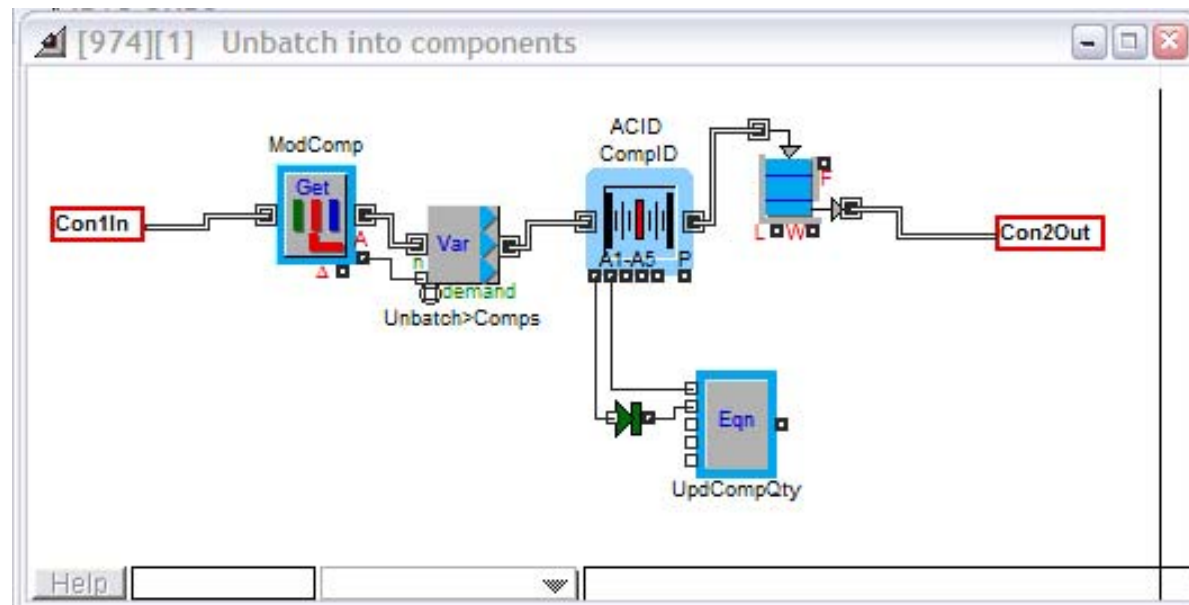 [974][1] Unbatch into components
ACID
CompID
ModComp
Get
Con1In
A
Var
F
n
Δ
demand
A1-A5 P
L W
Con2Out
Unbatch>Comps
Eqn
UpdCompQty
Help